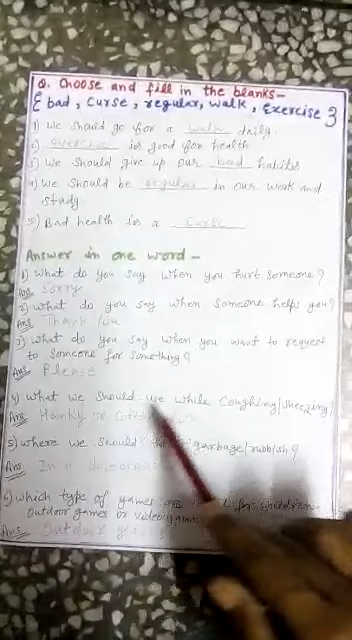 Q. Choose and fill in the blanks-
{ bad, curse, regular, walk, Exercise }
1) We should go for a walk daily.
2) Exercise is good for health
3) We should give up our bad habits
4) We should be regular in our work and
study.
5) Bad health is a Curse
Answer in one word-
1) What do you say when you hurt someone?
Ans Sorry
2) What do you say when someone helps you?
Ans Thank You
3) What do you say when you want to request
to someone for something?
Ans Please
4) What we should use while coughing/sneezing?
Ans Hanky or
5) where we should garbage/rubbish?
Ans In a
6) which type of games for children
outdoor games or videogames
Ans Outdoor